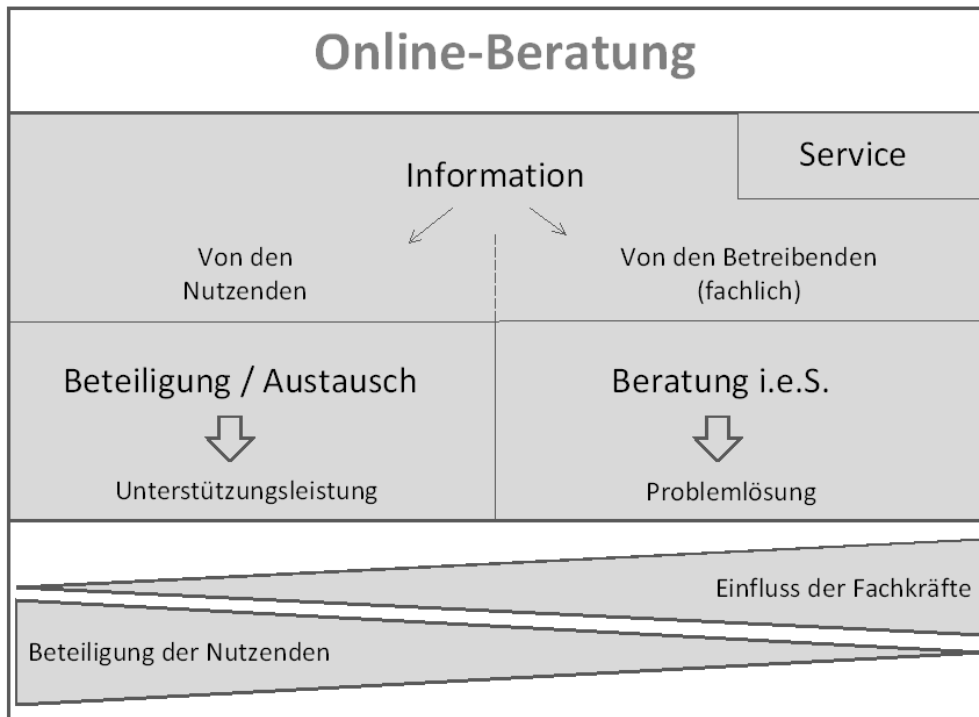 Online-Beratung
Service
Information
Von den
Nutzenden
Von den Betreibenden
(fachlich)
Beteiligung / Austausch
Beratung i.e.S.
Unterstützungsleistung
Problemlösung
Einfluss der Fachkräfte
Beteiligung der Nutzenden